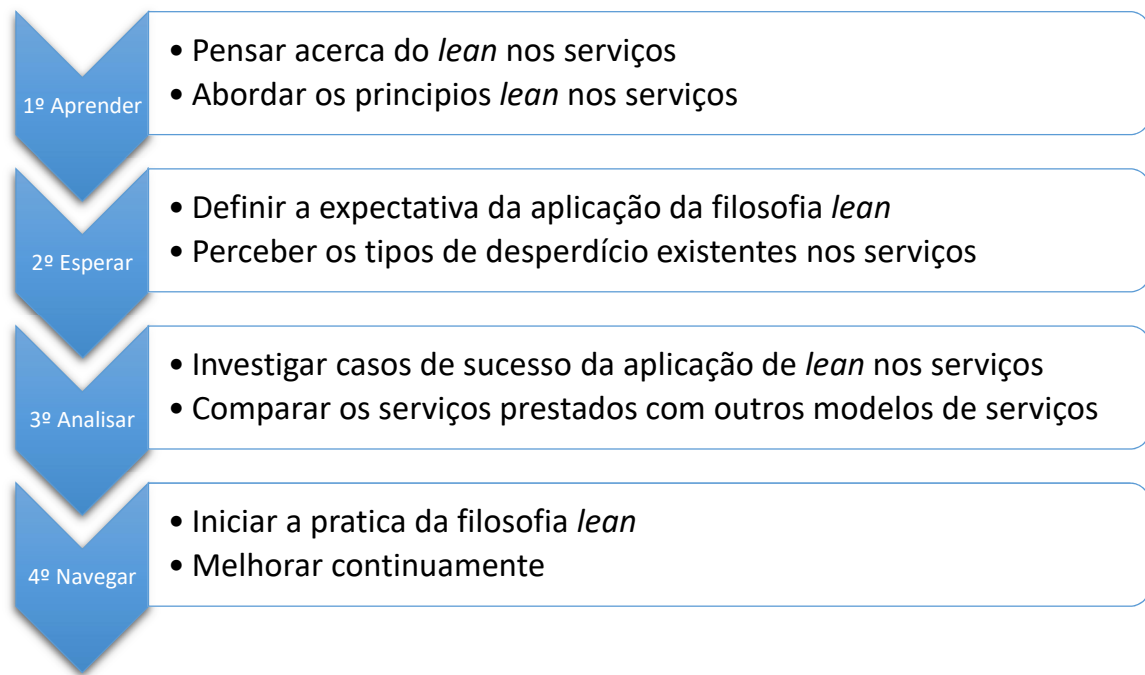 1º Aprender
• Pensar acerca do lean nos serviços
• Abordar os principios lean nos serviços
2º Esperar
• Definir a expectativa da aplicação da filosofia lean
• Perceber os tipos de desperdício existentes nos serviços
3º Analisar
• Investigar casos de sucesso da aplicação de lean nos serviços
• Comparar os serviços prestados com outros modelos de serviços
4º Navegar
• Iniciar a pratica da filosofia lean
• Melhorar continuamente